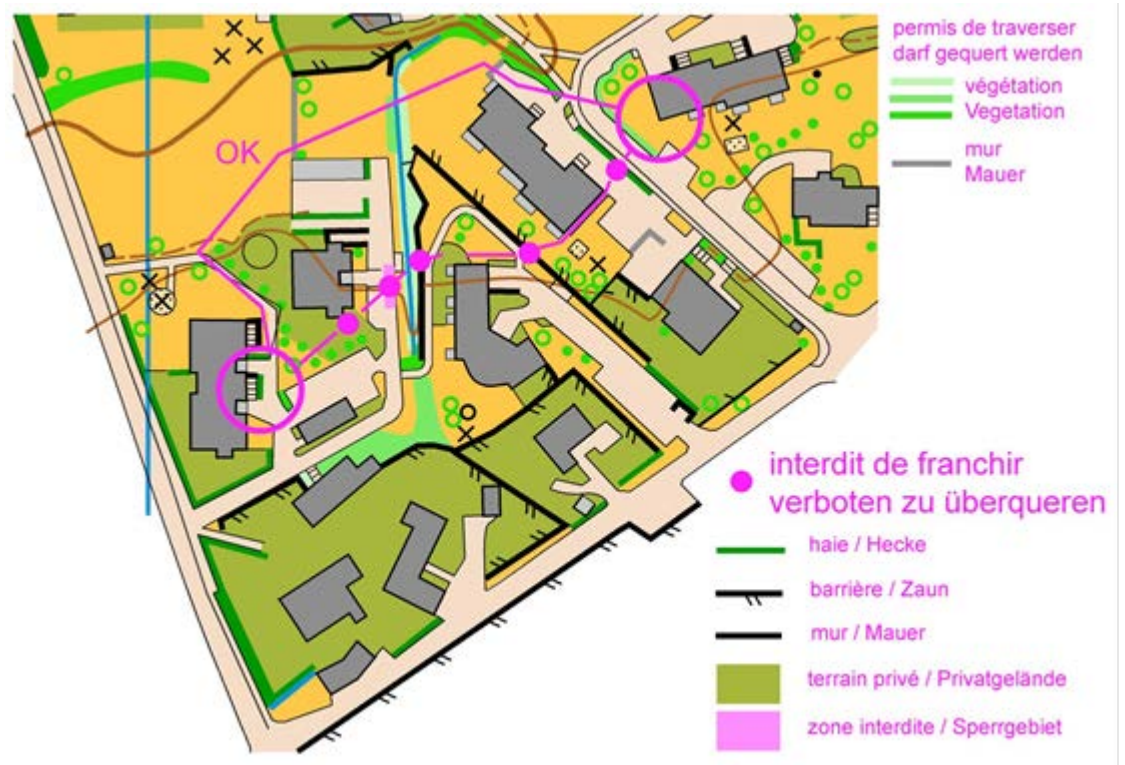 permis de traverser
darf gequert werden
végétation
Vegetation
mur
Mauer
OK
interdit de franchir
verboten zu überqueren
haie / Hecke
barrière / Zaun
mur / Mauer
terrain privé / Privatgelände
zone interdite / Sperrgebiet